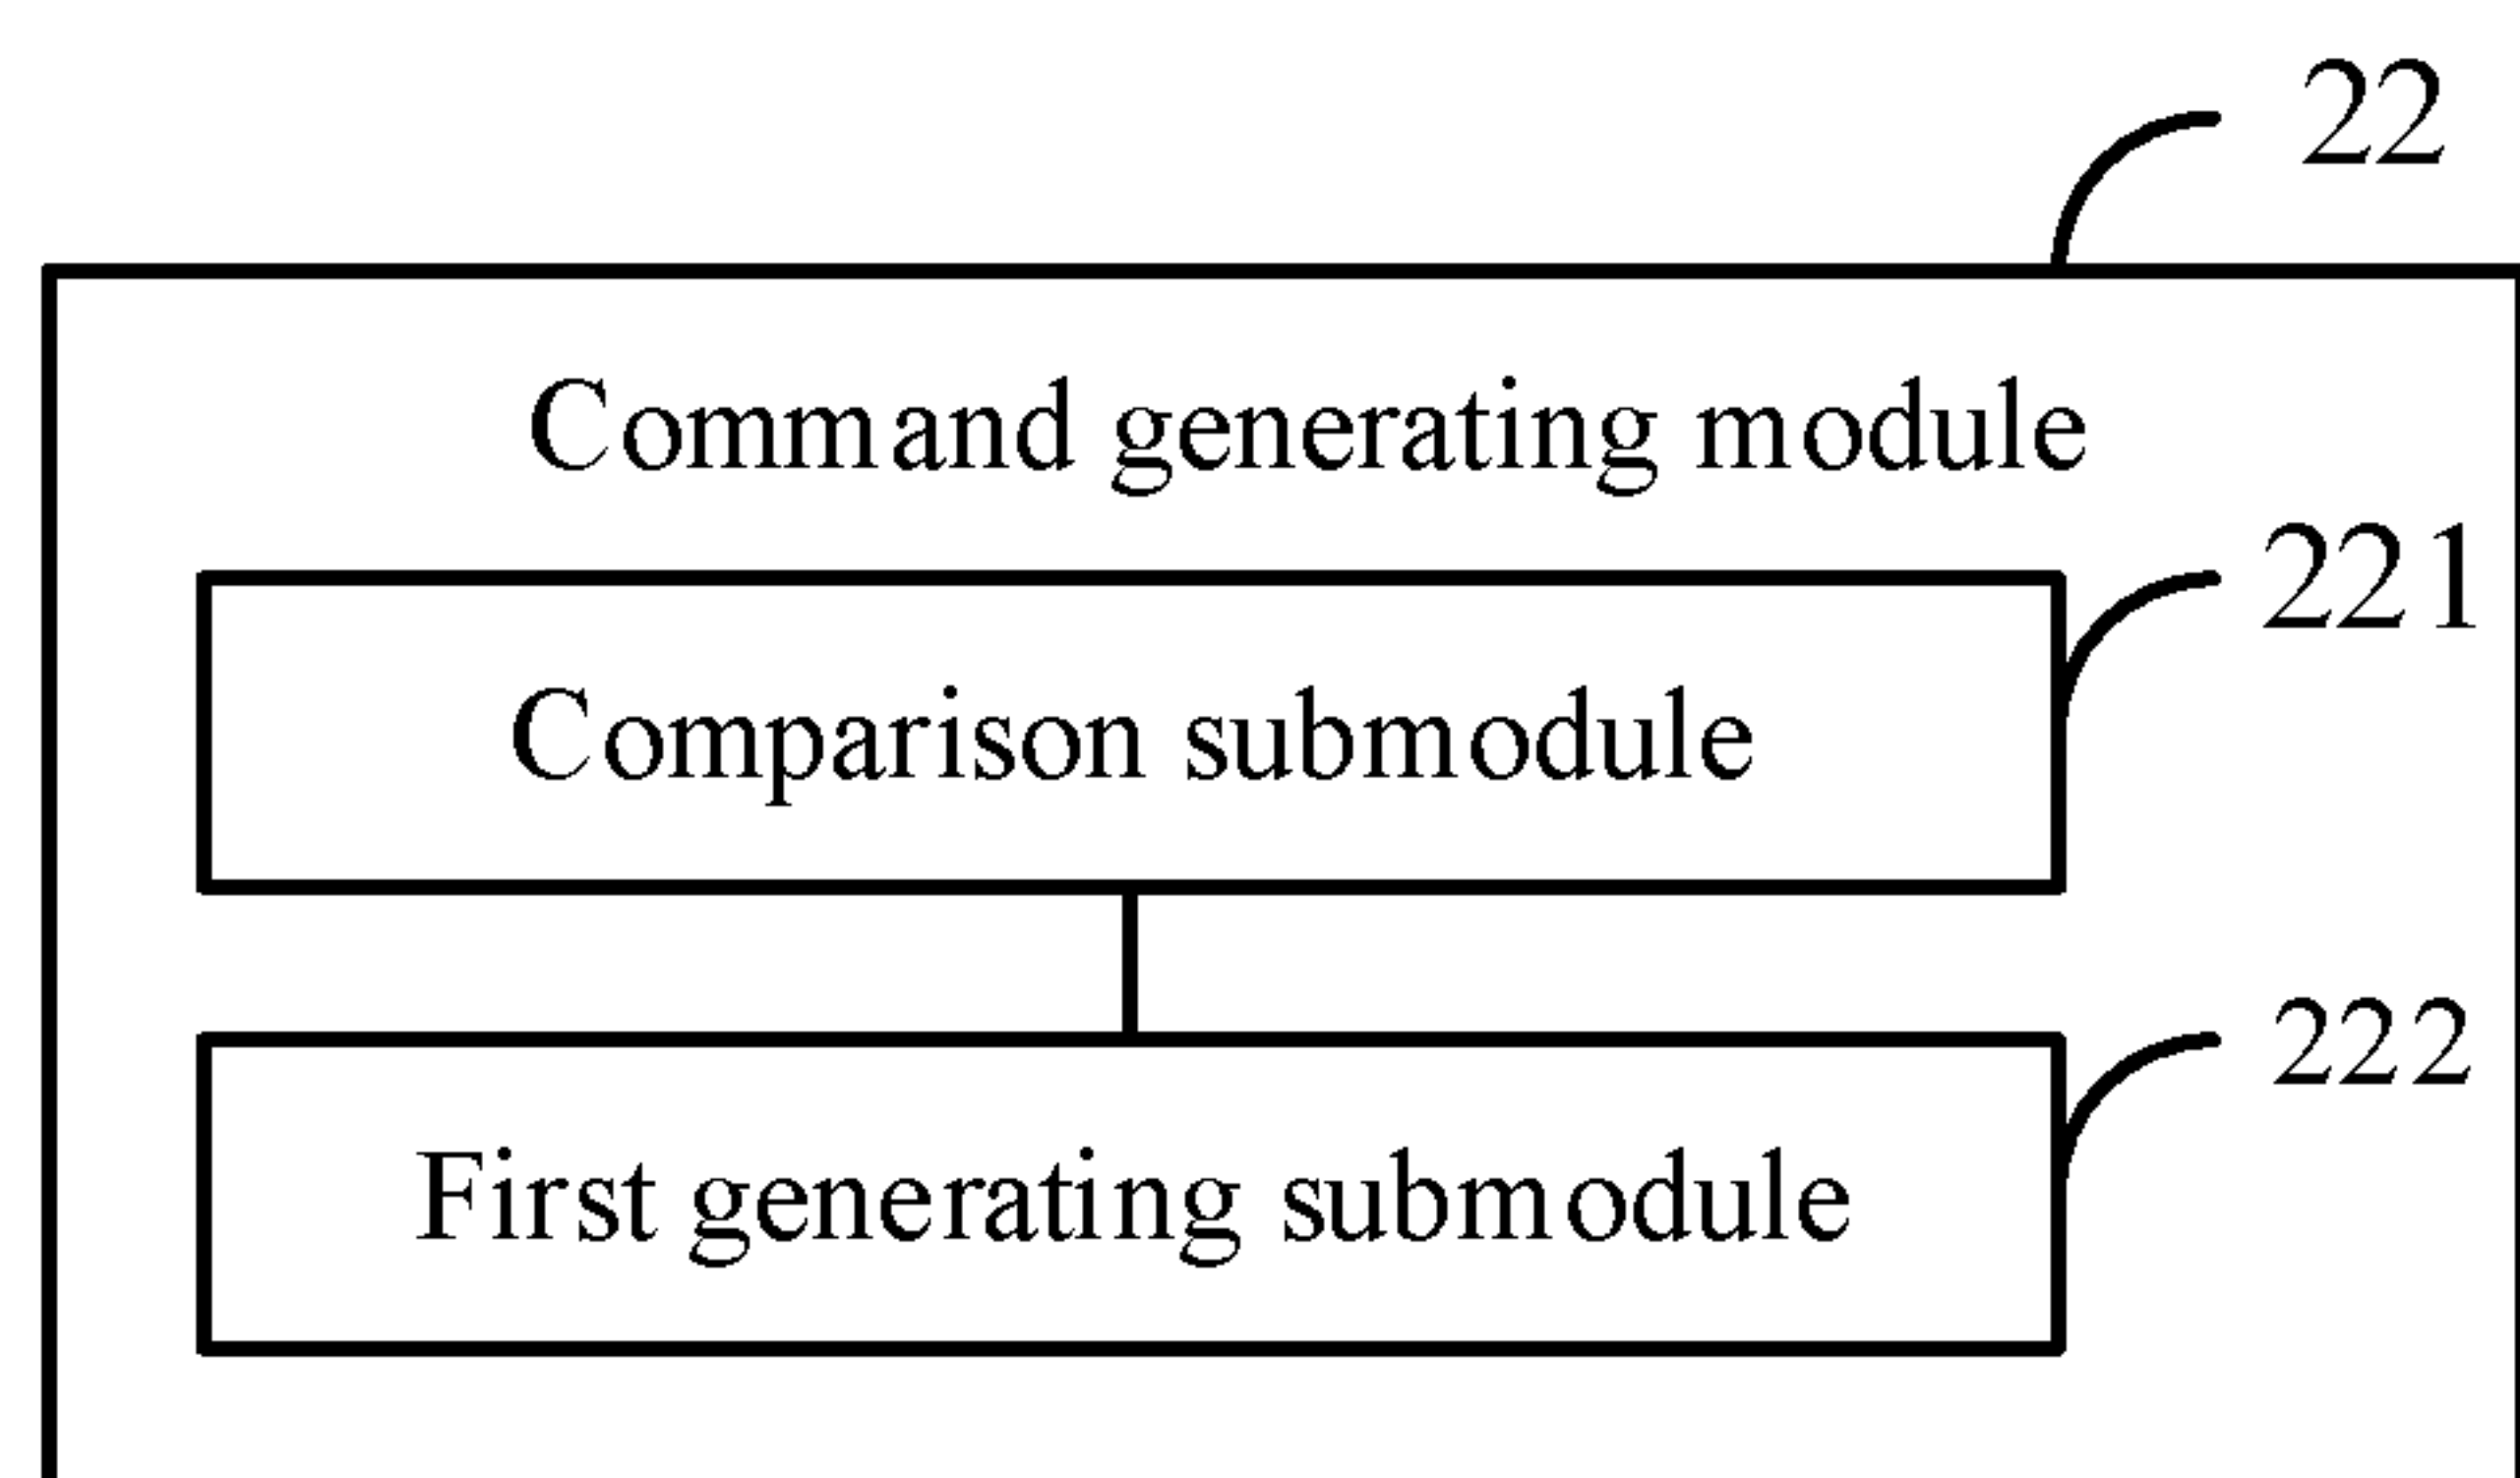 22
Command generating module
221
Comparison submodule
222
First generating submodule